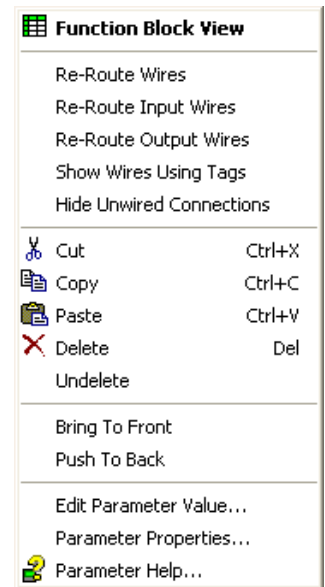 Function Block View
Re-Route Wires
Re-Route Input Wires
Re-Route Output Wires
Show Wires Using Tags
Hide Unwired Connections
Cut Ctrl+X
Copy Ctrl+C
Paste Ctrl+V
Delete Del
Undelete
Bring To Front
Push To Back
Edit Parameter Value...
Parameter Properties...
Parameter Help...